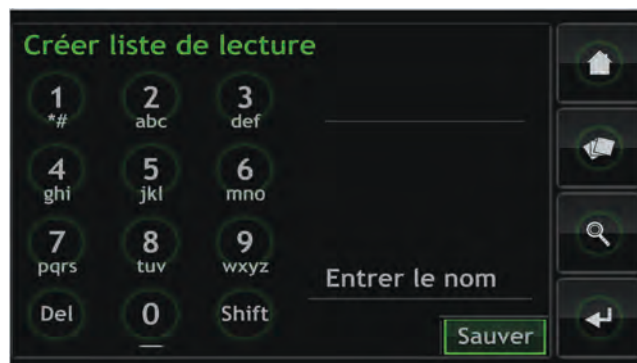 Créer liste de lecture
1 2 3
*# abc def
4 5 6
ghi jkl mno
7 8 9
pqrs tuv wxyz
Entrer le nom
Del 0 Shift
_
Sauver